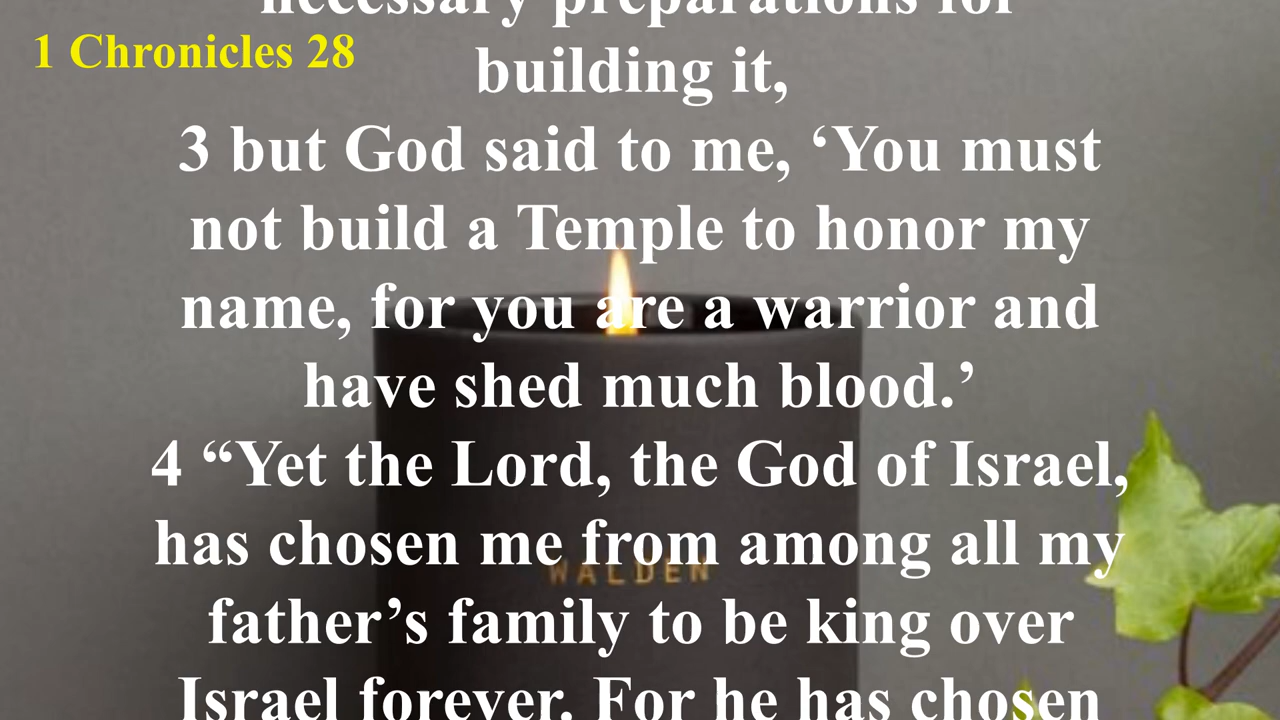 necessary preparations for
1 Chronicles 28
building it,
3 but God said to me, ‘You must
not build a Temple to honor my
name, for you are a warrior and
have shed much blood.’
4 “Yet the Lord, the God of Israel,
has chosen me from among all my
WALDEN
father’s family to be king over
Israel forever. For he has chosen